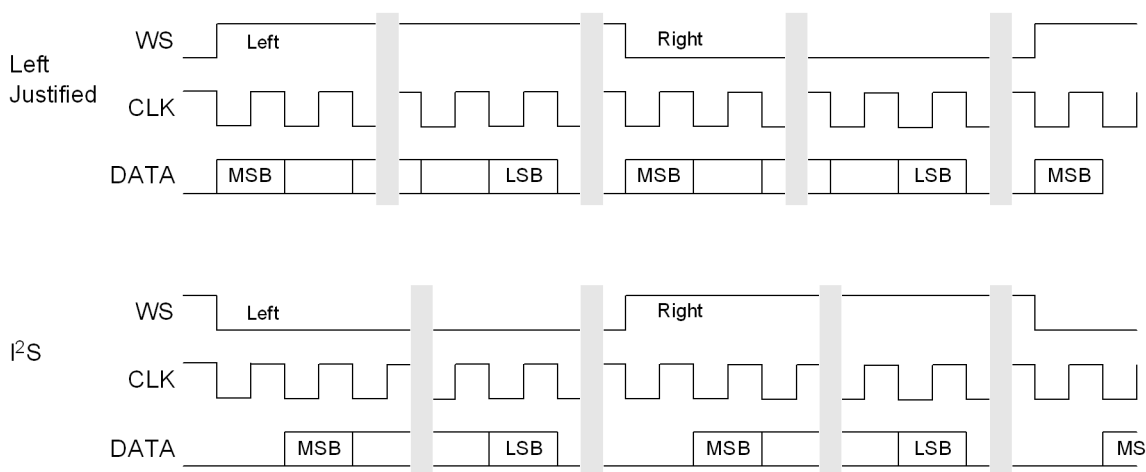 WS Left Right
Left
Justified
CLK
DATA MSB LSB MSB LSB MSB
WS Left Right
I²S
CLK
DATA MSB LSB MSB LSB MS